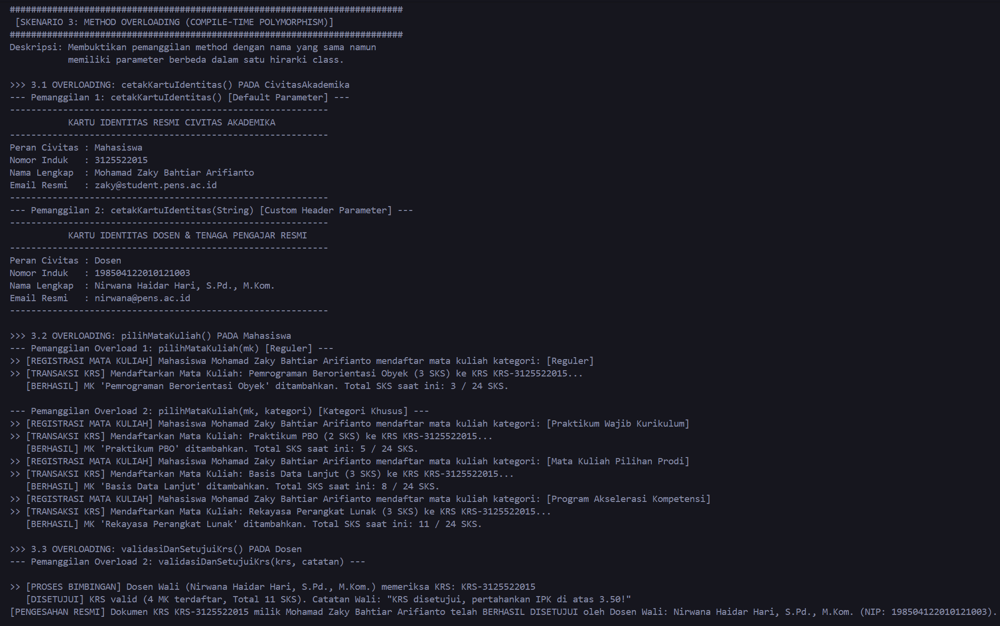 ##########################################################################
[SKENARIO 3: METHOD OVERLOADING (COMPILE-TIME POLYMORPHISM)]
##########################################################################
Deskripsi: Membuktikan pemanggilan method dengan nama yang sama namun
           memiliki parameter berbeda dalam satu hirarki class.

>>> 3.1 OVERLOADING: cetakKartuIdentitas() PADA CivitasAkademika
--- Pemanggilan 1: cetakKartuIdentitas() [Default Parameter] ---
------------------------------------------------------------
           KARTU IDENTITAS RESMI CIVITAS AKADEMIKA
------------------------------------------------------------
Peran Civitas : Mahasiswa
Nomor Induk   : 3125522015
Nama Lengkap  : Mohamad Zaky Bahtiar Arifianto
Email Resmi   : zaky@student.pens.ac.id
------------------------------------------------------------
--- Pemanggilan 2: cetakKartuIdentitas(String) [Custom Header Parameter] ---
------------------------------------------------------------
           KARTU IDENTITAS DOSEN & TENAGA PENGAJAR RESMI
------------------------------------------------------------
Peran Civitas : Dosen
Nomor Induk   : 198504122010121003
Nama Lengkap  : Nirwana Haidar Hari, S.Pd., M.Kom.
Email Resmi   : nirwana@pens.ac.id
------------------------------------------------------------

>>> 3.2 OVERLOADING: pilihMataKuliah() PADA Mahasiswa
--- Pemanggilan Overload 1: pilihMataKuliah(mk) [Reguler] ---
>> [REGISTRASI MATA KULIAH] Mahasiswa Mohamad Zaky Bahtiar Arifianto mendaftar mata kuliah kategori: [Reguler]
>> [TRANSAKSI KRS] Mendaftarkan Mata Kuliah: Pemrograman Berorientasi Obyek (3 SKS) ke KRS KRS-3125522015...
   [BERHASIL] MK 'Pemrograman Berorientasi Obyek' ditambahkan. Total SKS saat ini: 3 / 24 SKS.

--- Pemanggilan Overload 2: pilihMataKuliah(mk, kategori) [Kategori Khusus] ---
>> [REGISTRASI MATA KULIAH] Mahasiswa Mohamad Zaky Bahtiar Arifianto mendaftar mata kuliah kategori: [Praktikum Wajib Kurikulum]
>> [TRANSAKSI KRS] Mendaftarkan Mata Kuliah: Praktikum PBO (2 SKS) ke KRS KRS-3125522015...
   [BERHASIL] MK 'Praktikum PBO' ditambahkan. Total SKS saat ini: 5 / 24 SKS.
>> [REGISTRASI MATA KULIAH] Mahasiswa Mohamad Zaky Bahtiar Arifianto mendaftar mata kuliah kategori: [Mata Kuliah Pilihan Prodi]
>> [TRANSAKSI KRS] Mendaftarkan Mata Kuliah: Basis Data Lanjut (3 SKS) ke KRS KRS-3125522015...
   [BERHASIL] MK 'Basis Data Lanjut' ditambahkan. Total SKS saat ini: 8 / 24 SKS.
>> [REGISTRASI MATA KULIAH] Mahasiswa Mohamad Zaky Bahtiar Arifianto mendaftar mata kuliah kategori: [Program Akselerasi Kompetensi]
>> [TRANSAKSI KRS] Mendaftarkan Mata Kuliah: Rekayasa Perangkat Lunak (3 SKS) ke KRS KRS-3125522015...
   [BERHASIL] MK 'Rekayasa Perangkat Lunak' ditambahkan. Total SKS saat ini: 11 / 24 SKS.

>>> 3.3 OVERLOADING: validasiDanSetujuiKrs() PADA Dosen
--- Pemanggilan Overload 2: validasiDanSetujuiKrs(krs, catatan) ---

>> [PROSES BIMBINGAN] Dosen Wali (Nirwana Haidar Hari, S.Pd., M.Kom.) memeriksa KRS: KRS-3125522015
   [DISETUJUI] KRS valid (4 MK terdaftar, Total 11 SKS). Catatan Wali: "KRS disetujui, pertahankan IPK di atas 3.50!"
[PENGESAHAN RESMI] Dokumen KRS KRS-3125522015 milik Mohamad Zaky Bahtiar Arifianto telah BERHASIL DISETUJUI oleh Dosen Wali: Nirwana Haidar Hari, S.Pd., M.Kom. (NIP: 198504122010121003).